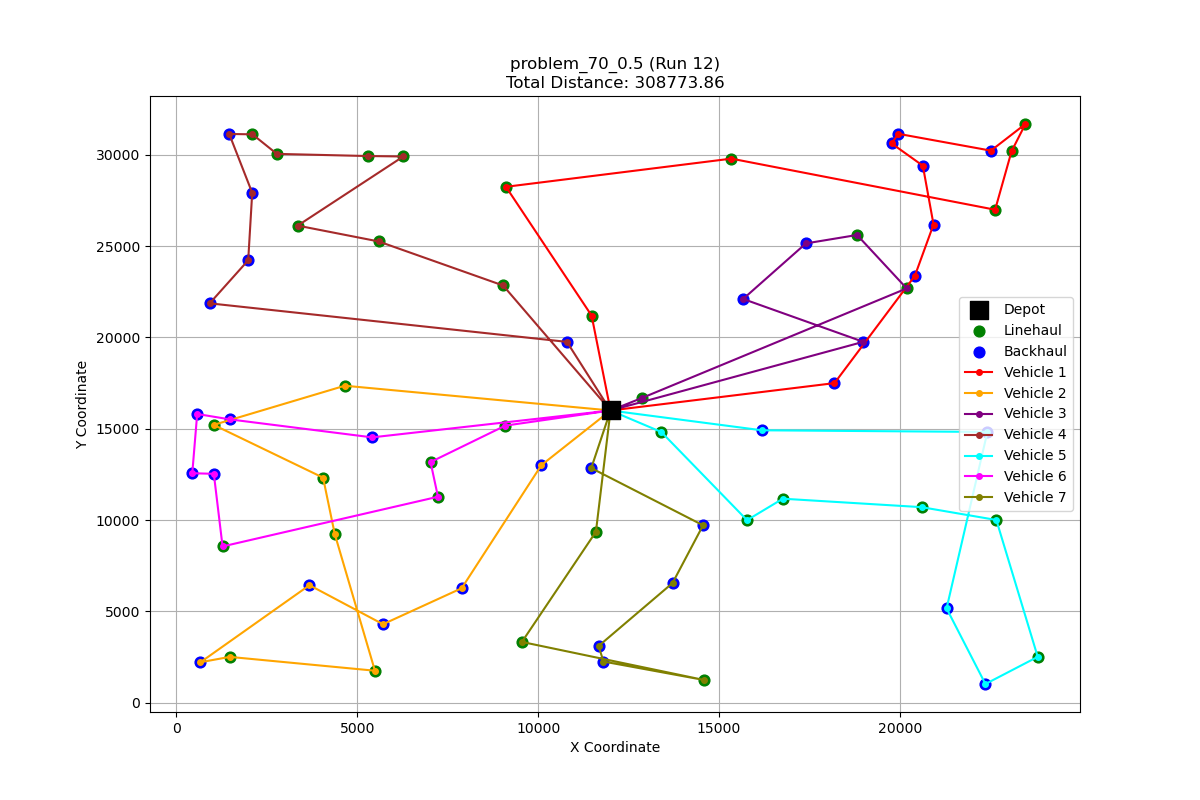 problem_70_0.5 (Run 12)
Total Distance: 308773.86
30000
25000
20000
15000
10000
5000
0
Y Coordinate
0 5000 10000 15000 20000
X Coordinate
Depot
Linehaul
Backhaul
Vehicle 1
Vehicle 2
Vehicle 3
Vehicle 4
Vehicle 5
Vehicle 6
Vehicle 7